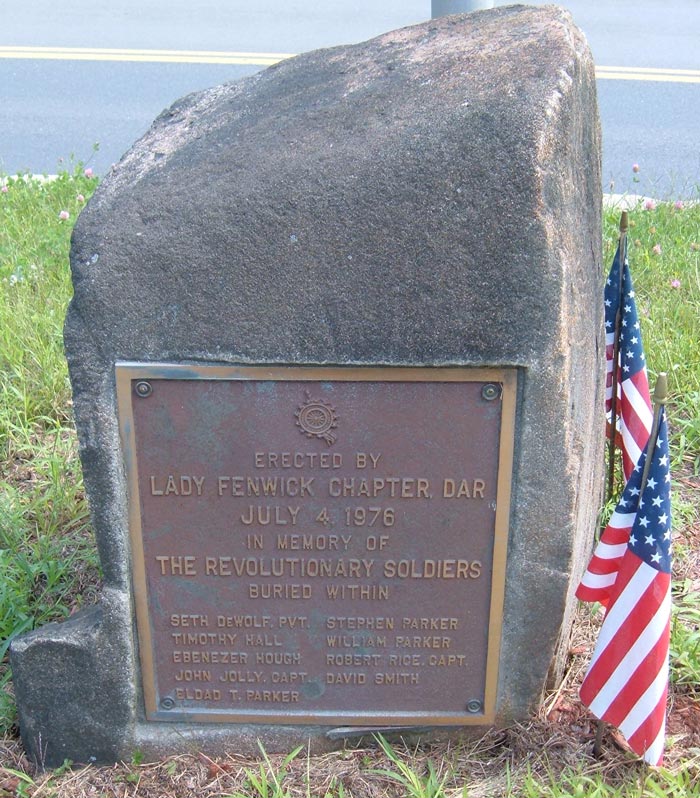 ERECTED BY
LADY FENWICK CHAPTER, DAR
JULY 4, 1976
IN MEMORY OF
THE REVOLUTIONARY SOLDIERS
BURIED WITHIN
SETH DeWOLF, PVT.
TIMOTHY HALL
EBENEZER HOUGH
JOHN JOLLY, CAPT.
ELDAD T. PARKER
STEPHEN PARKER
WILLIAM PARKER
ROBERT RICE, CAPT.
DAVID SMITH